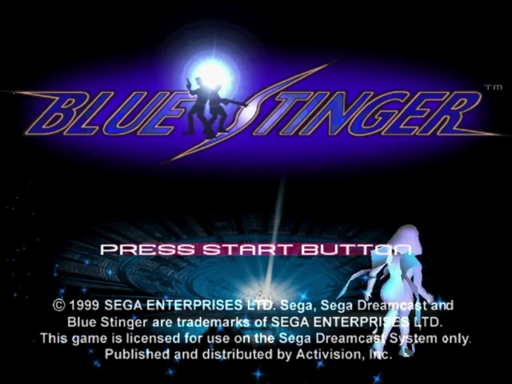 BLUE STINGER™
PRESS START BUTTON
© 1999 SEGA ENTERPRISES LTD. Sega, Sega Dreamcast and
Blue Stinger are trademarks of SEGA ENTERPRISES LTD.
This game is licensed for use on the Sega Dreamcast System only.
Published and distributed by Activision, Inc.